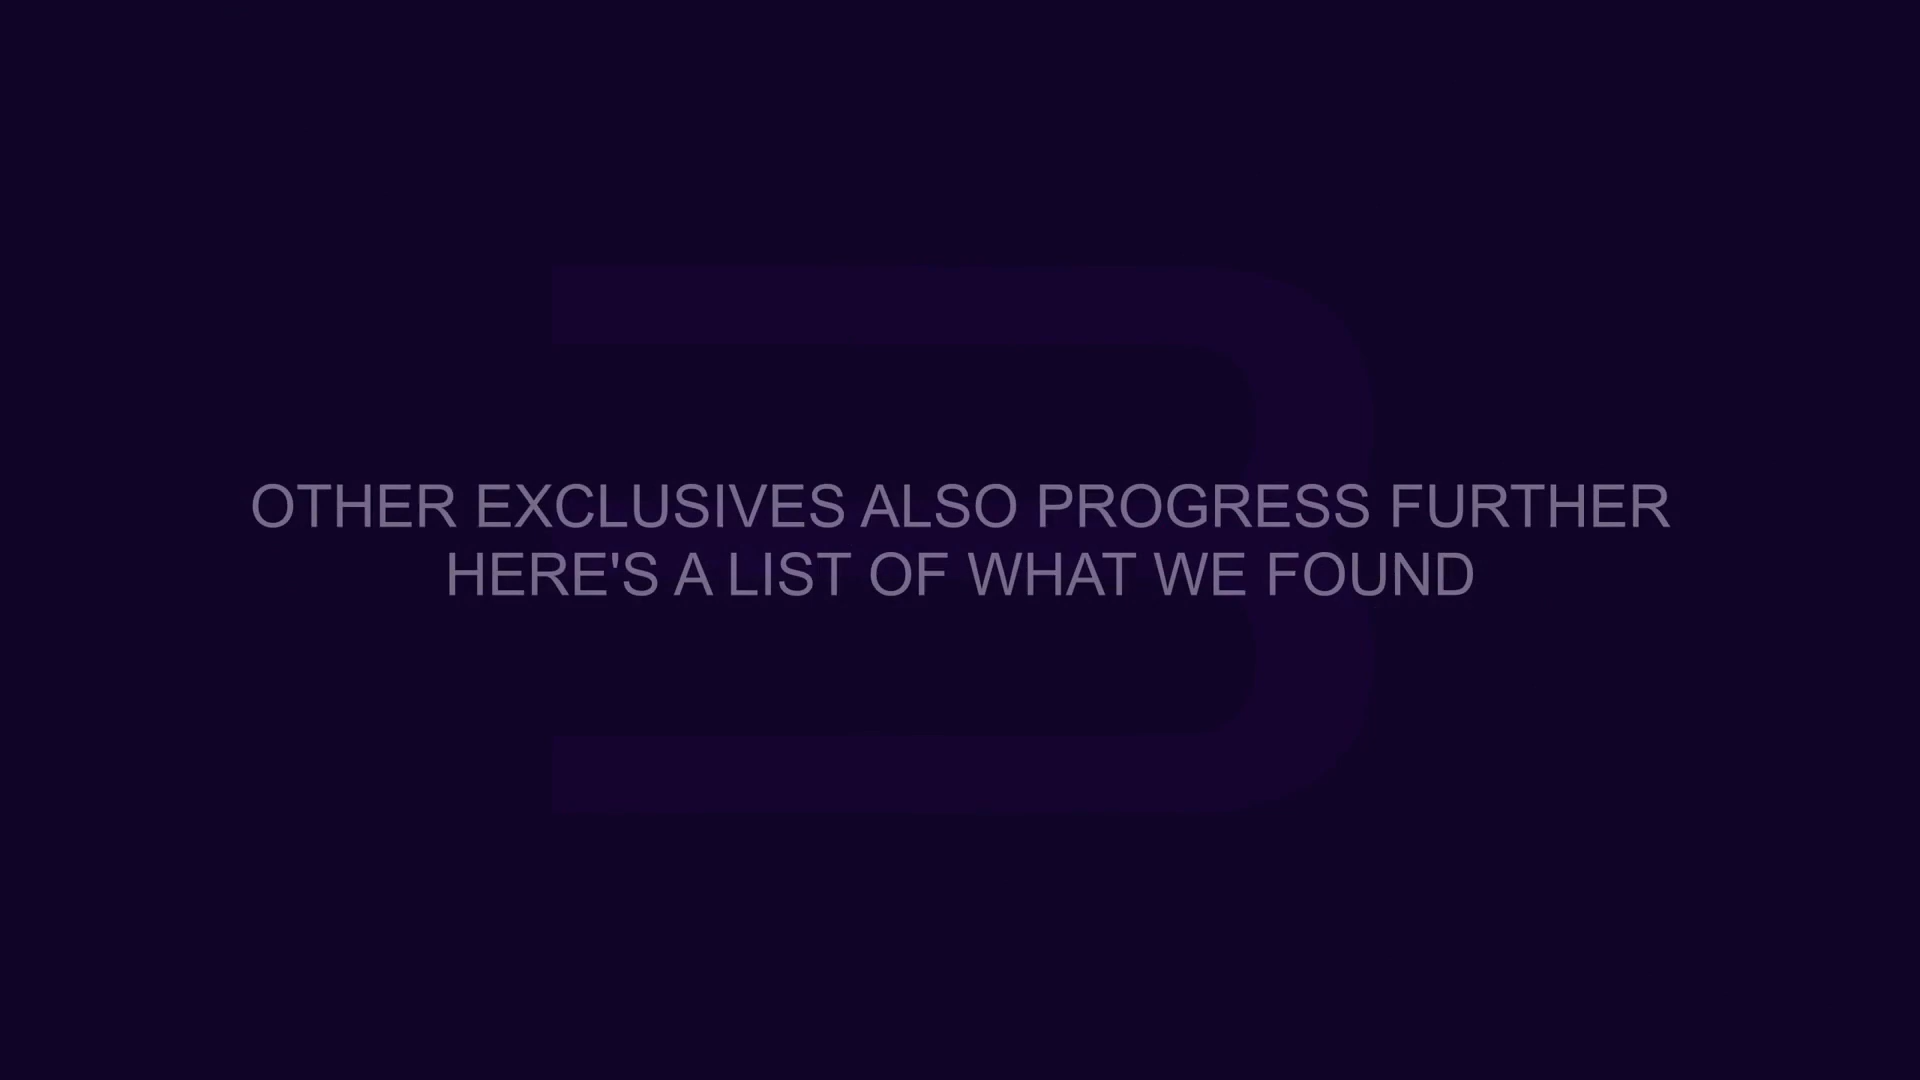 OTHER EXCLUSIVES ALSO PROGRESS FURTHER
HERE'S A LIST OF WHAT WE FOUND